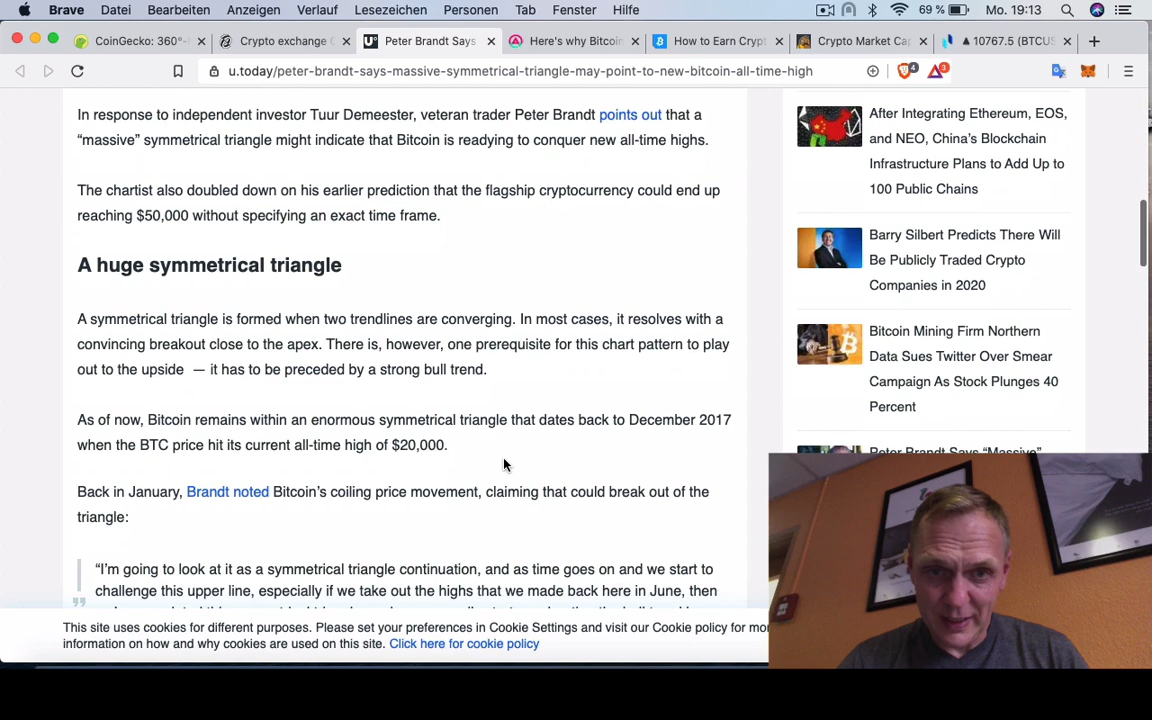 Brave Datei Bearbeiten Anzeigen Verlauf Lesezeichen Personen Tab Fenster Hilfe 69 % Mo. 19:13
CoinGecko: 360°- Crypto exchange Peter Brandt Says Here's why Bitcoin How to Earn Crypt Crypto Market Ca ▲ 10767.5 (BTCUS
u.today/peter-brandt-says-massive-symmetrical-triangle-may-point-to-new-bitcoin-all-time-high 4 3
In response to independent investor Tuur Demeester, veteran trader Peter Brandt points out that a
“massive” symmetrical triangle might indicate that Bitcoin is readying to conquer new all-time highs.
The chartist also doubled down on his earlier prediction that the flagship cryptocurrency could end up
reaching $50,000 without specifying an exact time frame.
A huge symmetrical triangle
A symmetrical triangle is formed when two trendlines are converging. In most cases, it resolves with a
convincing breakout close to the apex. There is, however, one prerequisite for this chart pattern to play
out to the upside — it has to be preceded by a strong bull trend.
As of now, Bitcoin remains within an enormous symmetrical triangle that dates back to December 2017
when the BTC price hit its current all-time high of $20,000.
Back in January, Brandt noted Bitcoin’s coiling price movement, claiming that could break out of the
triangle:
“I’m going to look at it as a symmetrical triangle continuation, and as time goes on and we start to
challenge this upper line, especially if we take out the highs that we made back here in June, then
This site uses cookies for different purposes. Please set your preferences in Cookie Settings and visit our Cookie policy for mor
information on how and why cookies are used on this site. Click here for cookie policy
After Integrating Ethereum, EOS,
and NEO, China’s Blockchain
Infrastructure Plans to Add Up to
100 Public Chains
Barry Silbert Predicts There Will
Be Publicly Traded Crypto
Companies in 2020
Bitcoin Mining Firm Northern
Data Sues Twitter Over Smear
Campaign As Stock Plunges 40
Percent
Peter Brandt Says “Massive”